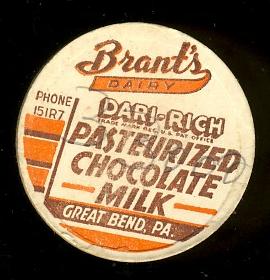 Brant's
DAIRY
PHONE
151R7
DARI-RICH
TRADE MARK REG. U.S. PAT. OFFICE
PASTEURIZED
CHOCOLATE
MILK
GREAT BEND, PA.